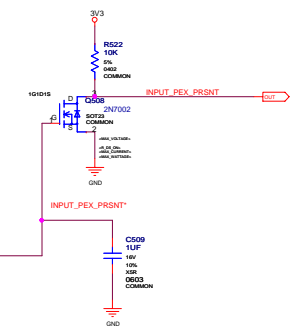 3V3
R522
10K
5%
0402
COMMON
INPUT_PEX_PRSNT
OUT
3
1G1D1S
D
Q508
2N7002
G
1
SOT23
COMMON
S
2
GND
INPUT_PEX_PRSNT*
C509
1UF
16V
10%
X5R
0603
COMMON
GND